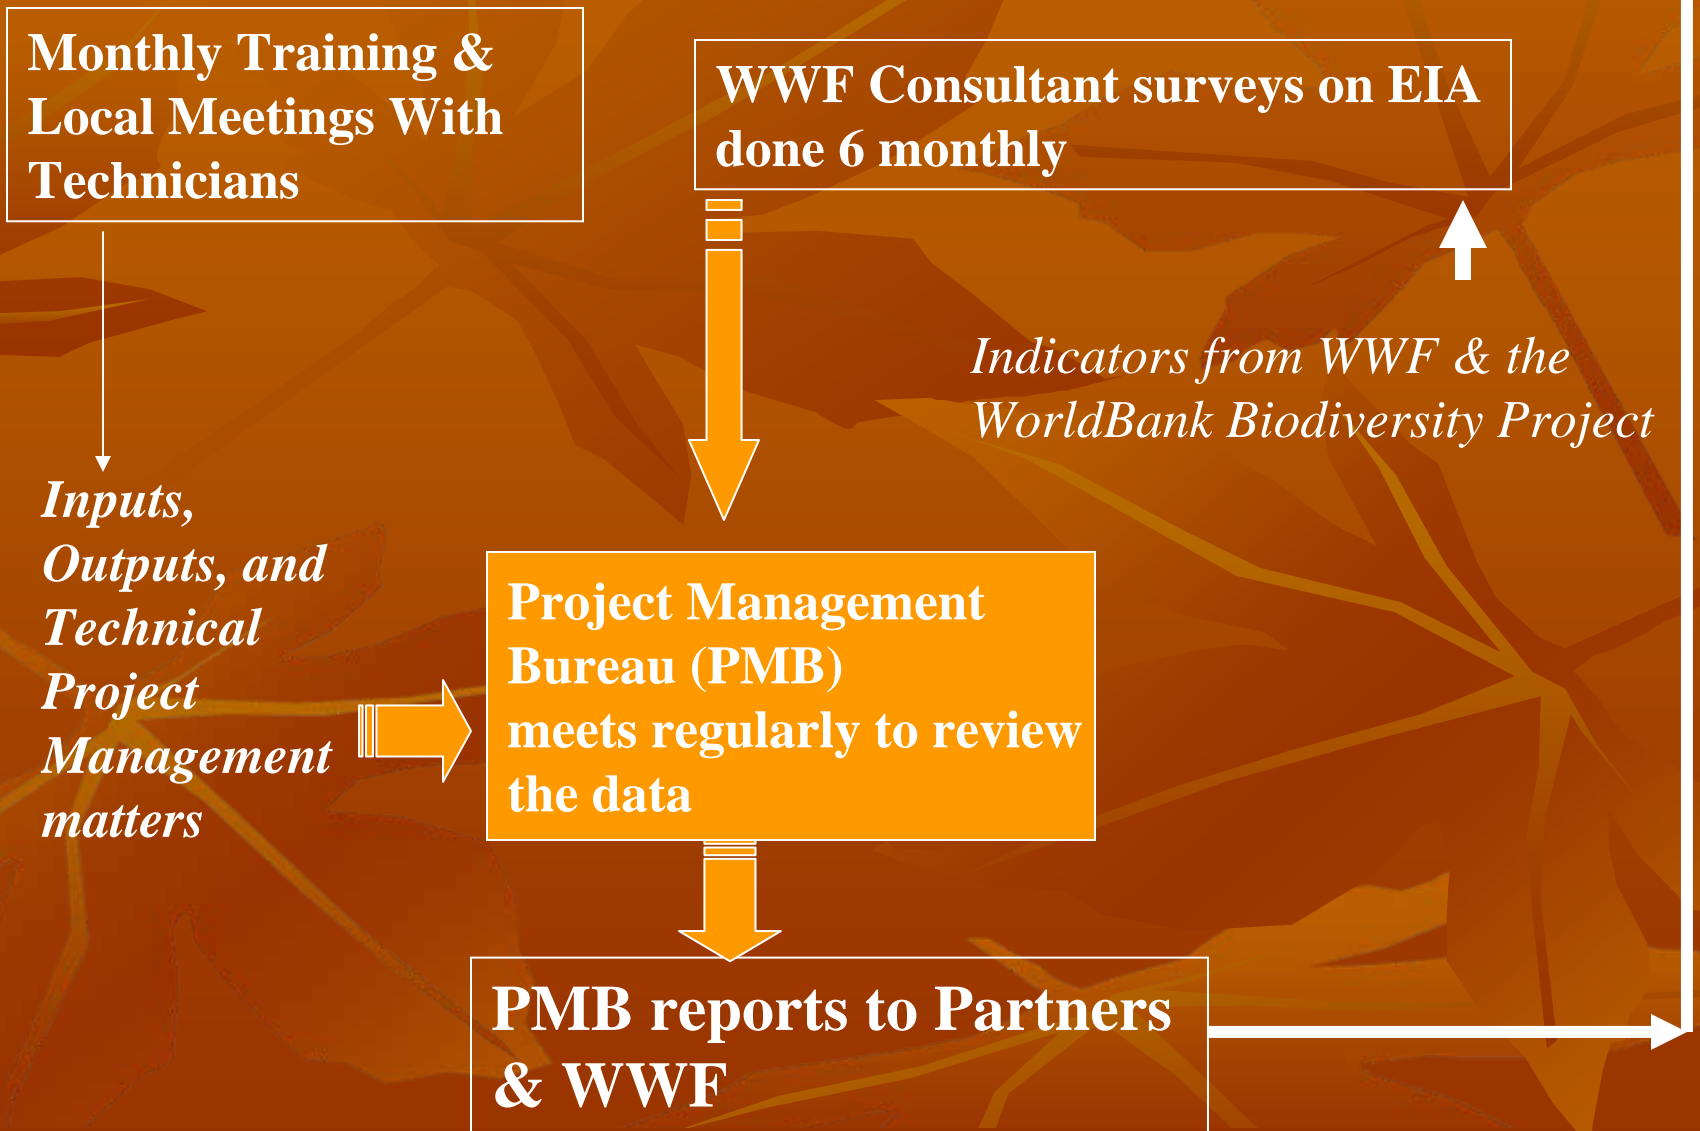 Monthly Training &
Local Meetings With
Technicians
WWF Consultant surveys on EIA
done 6 monthly
Indicators from WWF & the
WorldBank Biodiversity Project
Inputs,
Outputs, and
Technical
Project
Management
matters
Project Management
Bureau (PMB)
meets regularly to review
the data
PMB reports to Partners
& WWF